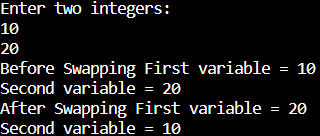 Enter two integers:
10
20
Before Swapping First variable = 10
Second variable = 20
After Swapping First variable = 20
Second variable = 10